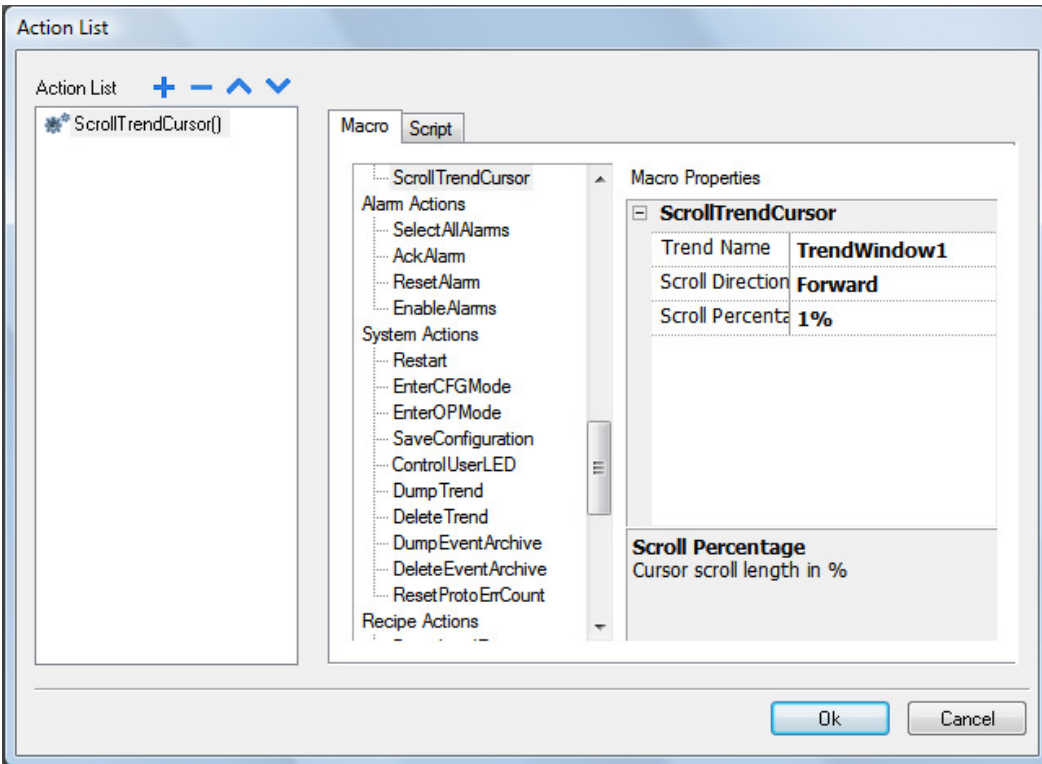 Action List
Action List
ScrollTrendCursor()
Macro
Script
ScrollTrendCursor
Alarm Actions
SelectAllAlarms
AckAlarm
ResetAlarm
EnableAlarms
System Actions
Restart
EnterCFGMode
EnterOPMode
SaveConfiguration
ControlUserLED
DumpTrend
DeleteTrend
DumpEventArchive
DeleteEventArchive
ResetProtoErrCount
Recipe Actions
Macro Properties
ScrollTrendCursor
Trend Name TrendWindow1
Scroll Direction Forward
Scroll Percenta 1%
Scroll Percentage
Cursor scroll length in %
Ok
Cancel